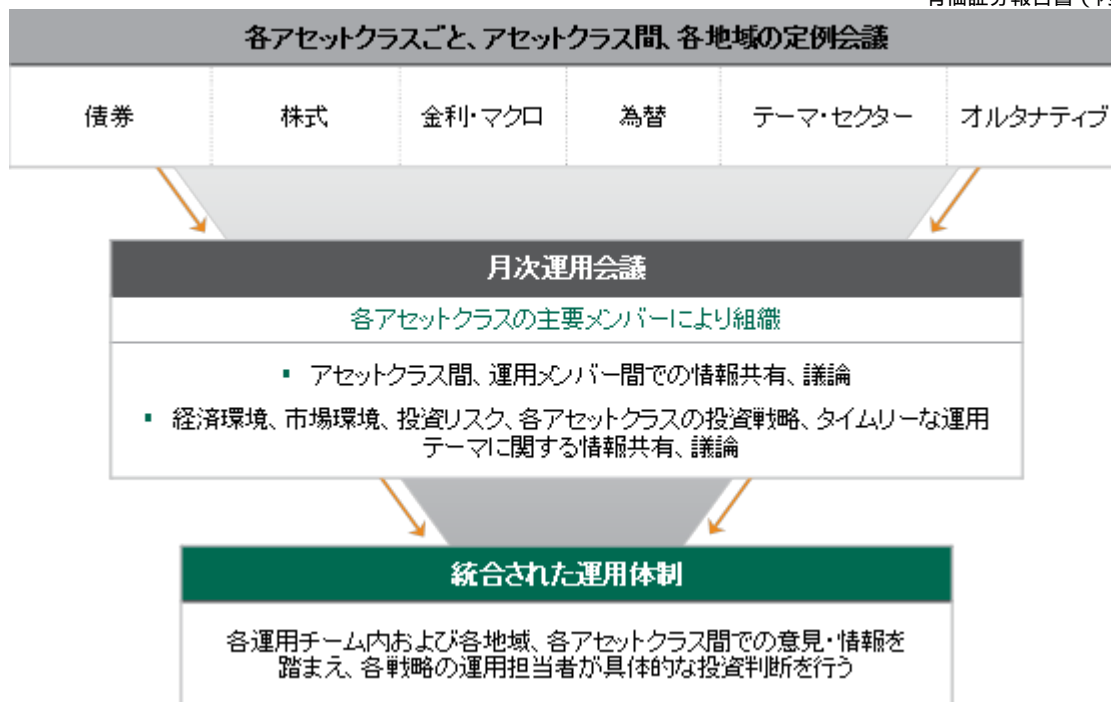 有価証券報告書
各アセットクラスごと、アセットクラス間、各地域の定例会議
債券
株式
金利・マクロ
為替
テーマ・セクター
オルタナティブ
月次運用会議
各アセットクラスの主要メンバーにより組織
▪ アセットクラス間、運用メンバー間での情報共有、議論
▪ 経済環境、市場環境、投資リスク、各アセットクラスの投資戦略、タイムリーな運用
テーマに関する情報共有、議論
統合された運用体制
各運用チーム内および各地域、各アセットクラス間での意見・情報を
踏まえ、各戦略の運用担当者が具体的な投資判断を行う